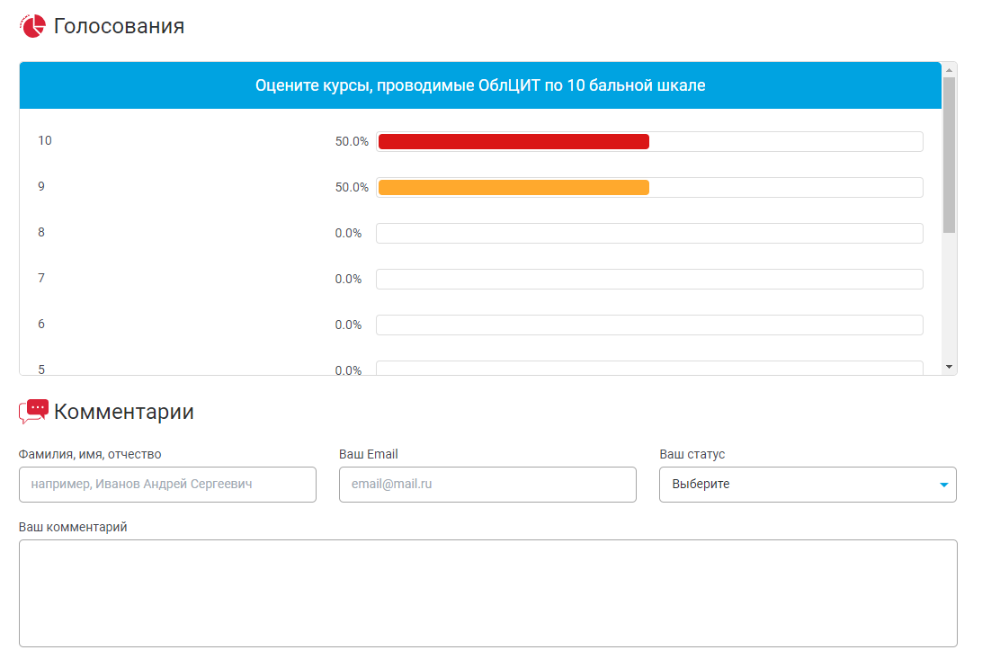 Голосования
Оцените курсы, проводимые ОблЦИТ по 10 бальной шкале
10 50.0%
9 50.0%
8 0.0%
7 0.0%
6 0.0%
5 0.0%
Комментарии
Фамилия, имя, отчество Ваш Email Ваш статус
например, Иванов Андрей Сергеевич email@mail.ru Выберите
Ваш комментарий